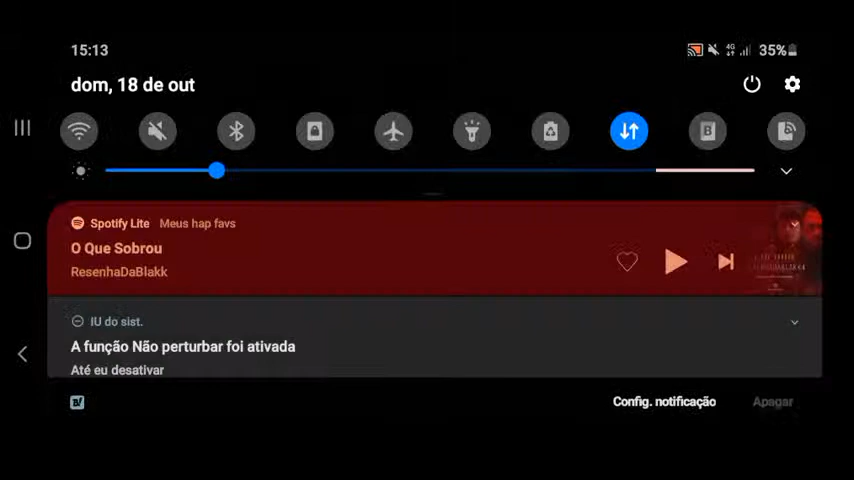 15:13
4G
35%
dom, 18 de out
Spotify Lite Meus hap favs
O Que Sobrou
ResenhaDaBlakk
IU do sist.
A função Não perturbar foi ativada
Até eu desativar
Config. notificação
Apagar